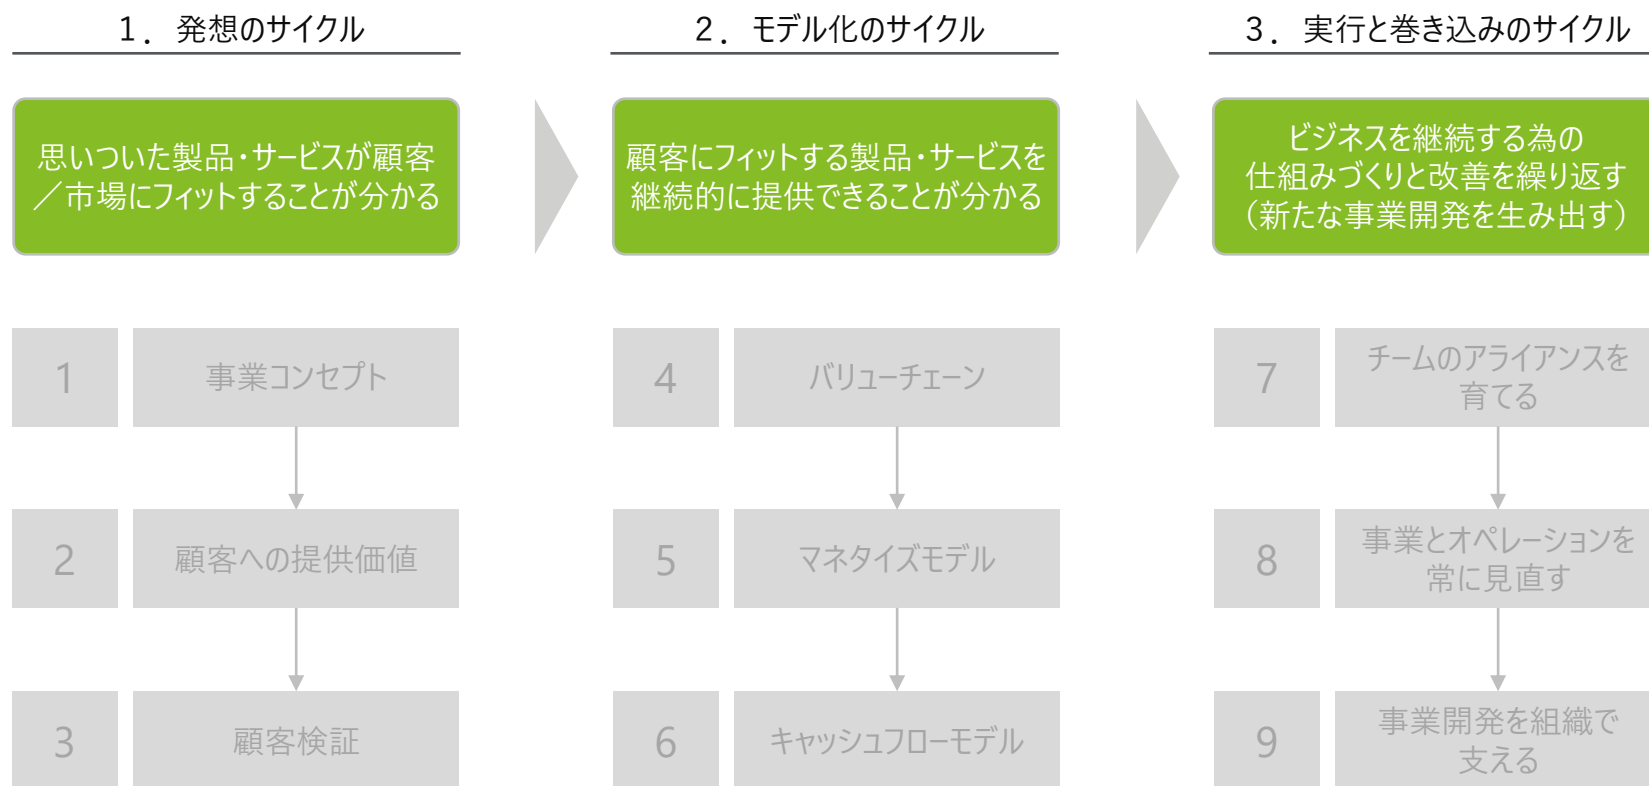 1．発想のサイクル
思いついた製品・サービスが顧客
／市場にフィットすることが分かる
1
事業コンセプト
2
顧客への提供価値
3
顧客検証
2．モデル化のサイクル
顧客にフィットする製品・サービスを
継続的に提供できることが分かる
4
バリューチェーン
5
マネタイズモデル
6
キャッシュフローモデル
3．実行と巻き込みのサイクル
ビジネスを継続する為の
仕組みづくりと改善を繰り返す
（新たな事業開発を生み出す）
7
チームのアライアンスを
育てる
8
事業とオペレーションを
常に見直す
9
事業開発を組織で
支える